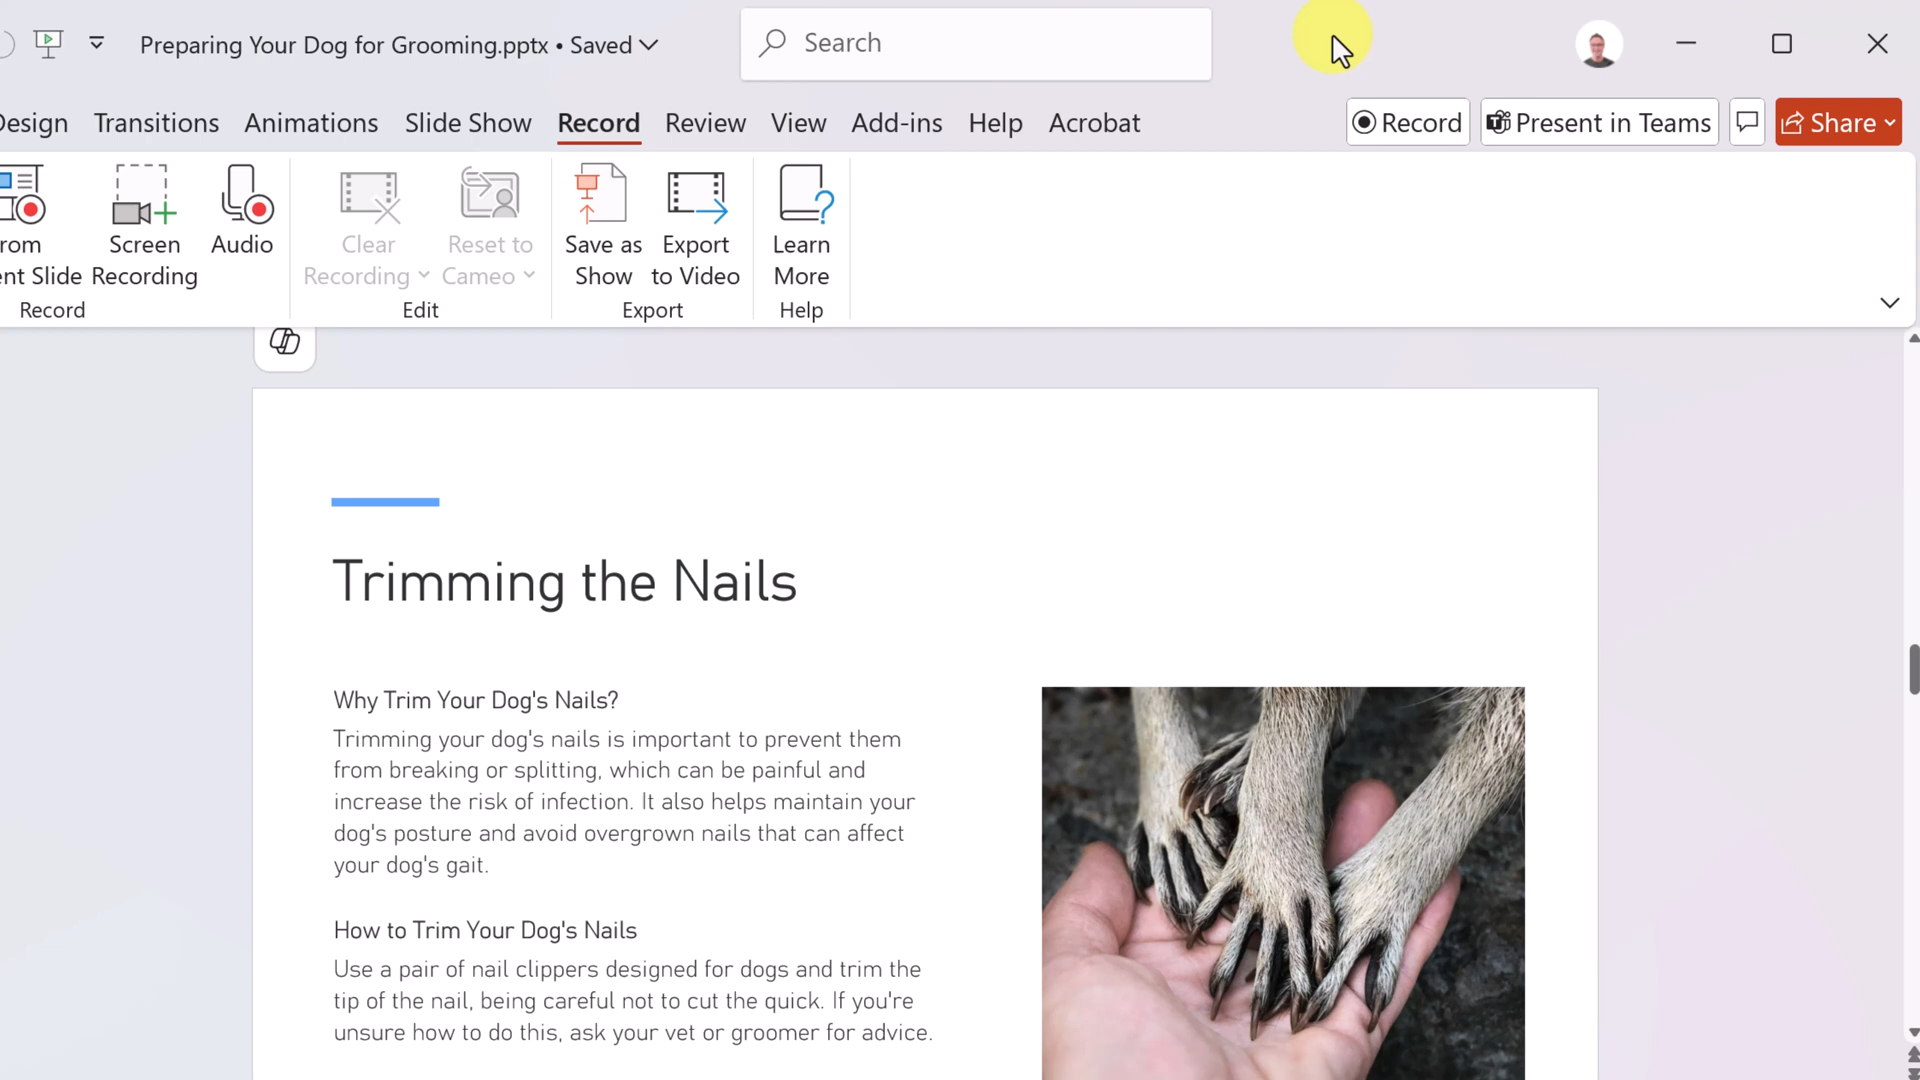 Preparing Your Dog for Grooming.pptx • Saved
Search
Design Transitions Animations Slide Show Record Review View Add-ins Help Acrobat
Record
Present in Teams
Share
Screen
Recording
Audio
ent Slide
Record
Clear
Recording
Reset to
Cameo
Edit
Save as
Show
Export
to Video
Export
Learn
More
Help
Trimming the Nails
Why Trim Your Dog's Nails?
Trimming your dog's nails is important to prevent them
from breaking or splitting, which can be painful and
increase the risk of infection. It also helps maintain your
dog's posture and avoid overgrown nails that can affect
your dog's gait.
How to Trim Your Dog's Nails
Use a pair of nail clippers designed for dogs and trim the
tip of the nail, being careful not to cut the quick. If you're
unsure how to do this, ask your vet or groomer for advice.